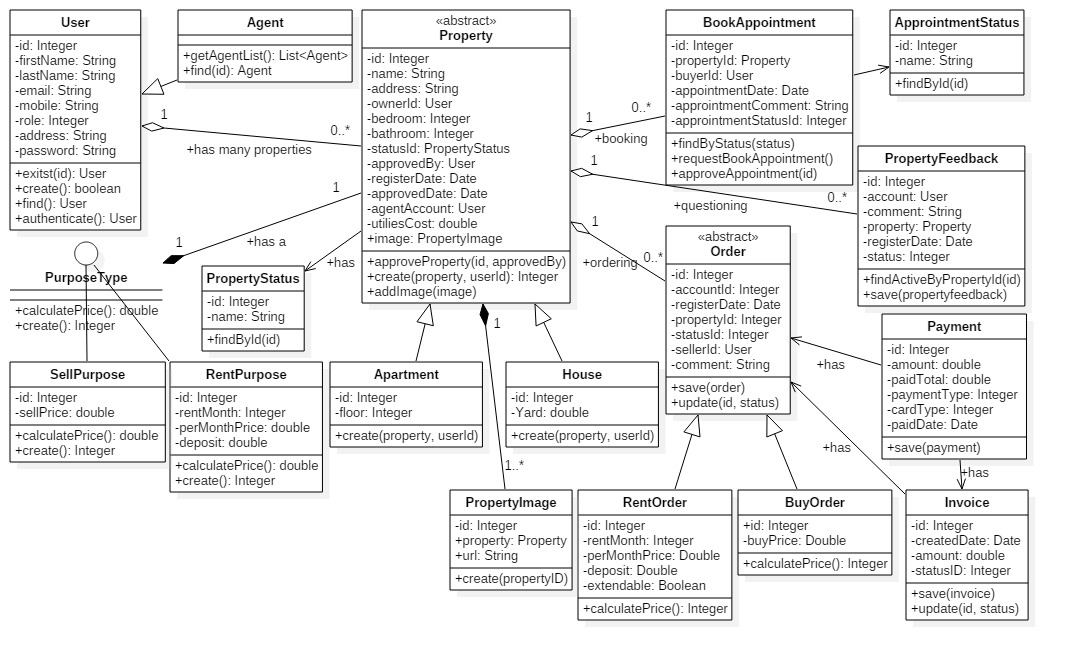 User
-id: Integer
-firstName: String
-lastName: String
-email: String
-mobile: String
-role: Integer
-address: String
-password: String
+exitst(id): User
+create(): boolean
+find(): User
+authenticate(): User
Agent
+getAgentList(): List<Agent>
+find(id): Agent
1
0..*
+has many properties
1
1
+has a
+has
«abstract»
Property
-id: Integer
-name: String
-address: String
-ownerId: User
-bedroom: Integer
-bathroom: Integer
-statusId: PropertyStatus
-approvedBy: User
-registerDate: Date
-approvedDate: Date
-agentAccount: User
-utiliesCost: double
+image: PropertyImage
+approveProperty(id, approvedBy)
+create(property, userId): Integer
+addImage(image)
BookAppointment
-id: Integer
-propertyId: Property
-buyerId: User
-appointmentDate: Date
-appointmentComment: String
-appointmentStatusId: Integer
+findByStatus(status)
+requestBookAppointment()
+approveAppointment(id)
ApprointmentStatus
-id: Integer
-name: String
+findById(id)
1
0..*
+booking
1
0..*
+questioning
1
0..*
+ordering
PropertyFeedback
-id: Integer
-account: User
-comment: String
-property: Property
-registerDate: Date
-status: Integer
+findActiveByPropertyId(id)
+save(propertyfeedback)
«abstract»
Order
-id: Integer
-accountId: Integer
-registerDate: Date
-propertyId: Integer
-statusId: Integer
-sellerId: User
-comment: String
+save(order)
+update(id, status)
PurposeType
+calculatePrice(): double
+create(): Integer
PropertyStatus
-id: Integer
-name: String
+findById(id)
Payment
-id: Integer
-amount: double
-paidTotal: double
-paymentType: Integer
-cardType: Integer
-paidDate: Date
+save(payment)
+has
+has
+has
SellPurpose
-id: Integer
-sellPrice: double
+calculatePrice(): double
+create(): Integer
RentPurpose
-id: Integer
-rentMonth: Integer
-perMonthPrice: double
-deposit: double
+calculatePrice(): double
+create(): Integer
Apartment
-id: Integer
-floor: Integer
+create(property, userId)
1
1..*
House
-id: Integer
-Yard: double
+create(property, userId)
PropertyImage
-id: Integer
+property: Property
+url: String
+create(propertyID)
RentOrder
-id: Integer
-rentMonth: Integer
-perMonthPrice: Double
-deposit: Double
-extendable: Boolean
+calculatePrice(): Integer
BuyOrder
+id: Integer
-buyPrice: Double
+calculatePrice(): Integer
Invoice
-id: Integer
-createdDate: Date
-amount: double
-statusID: Integer
+save(invoice)
+update(id, status)